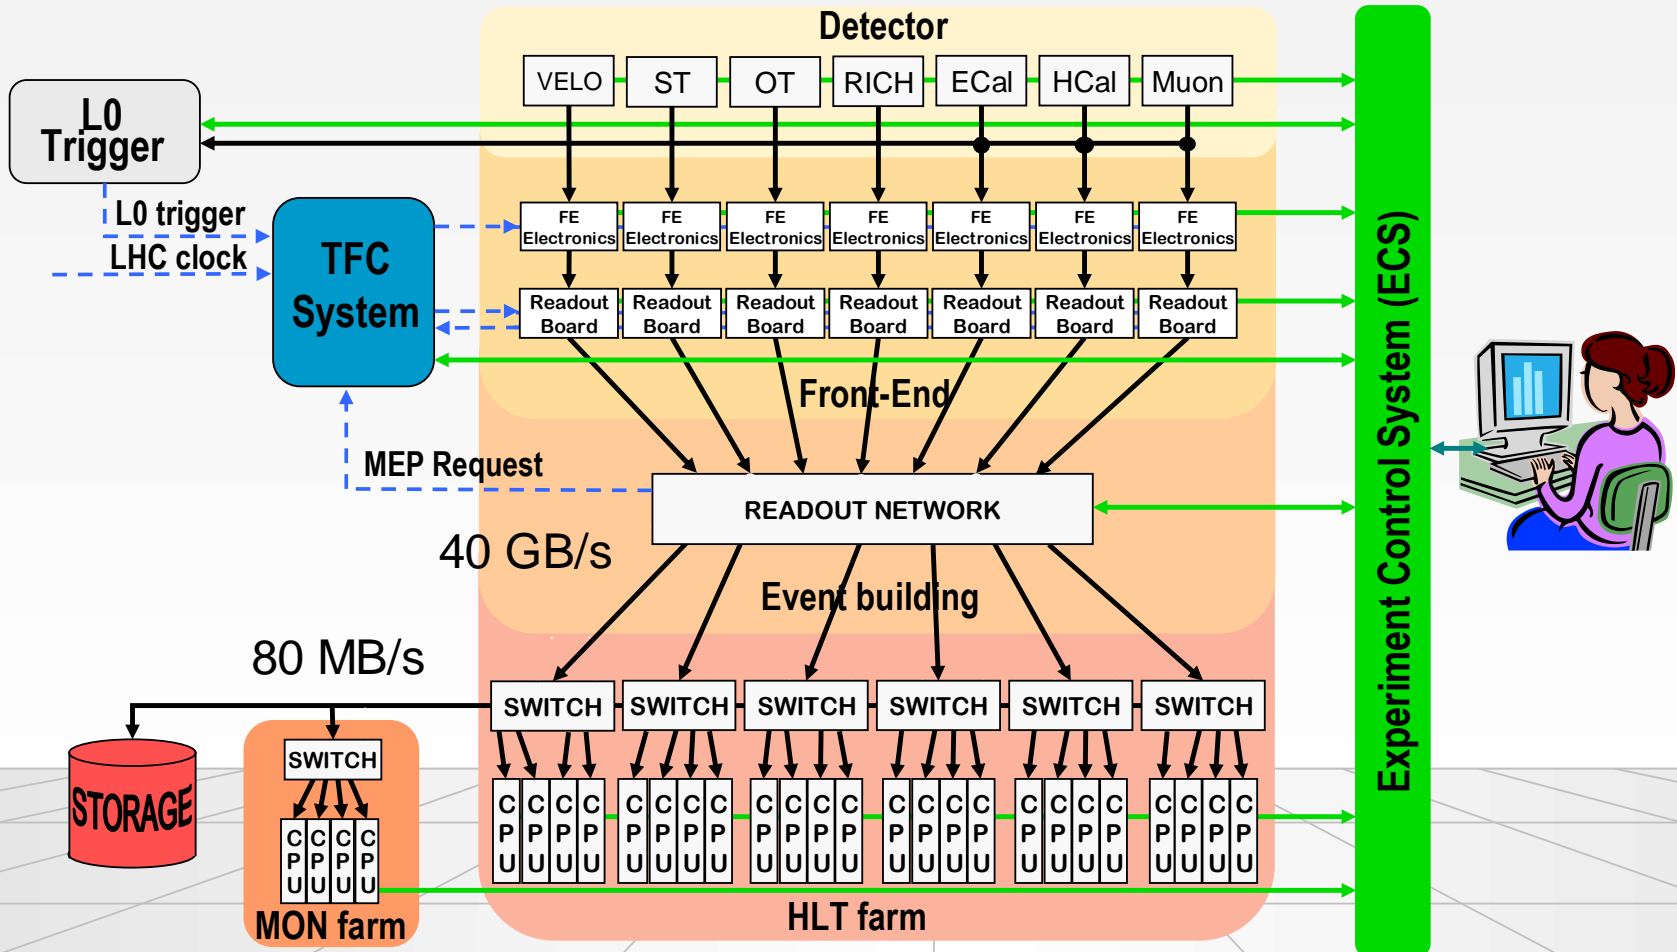 Detector
VELO ST OT RICH ECal HCal Muon
L0
Trigger
L0 trigger
LHC clock
TFC
System
FE FE FE FE FE FE FE
Electronics Electronics Electronics Electronics Electronics Electronics Electronics
Readout Readout Readout Readout Readout Readout Readout
Board Board Board Board Board Board Board
Front-End
MEP Request
READOUT NETWORK
40 GB/s
Event building
80 MB/s
SWITCH SWITCH SWITCH SWITCH SWITCH SWITCH
SWITCH
STORAGE
CPU CPU CPU CPU
MON farm
CPU CPU CPU CPU CPU CPU CPU CPU CPU CPU CPU CPU CPU CPU CPU CPU CPU CPU CPU CPU CPU CPU CPU CPU
HLT farm
Experiment Control System (ECS)